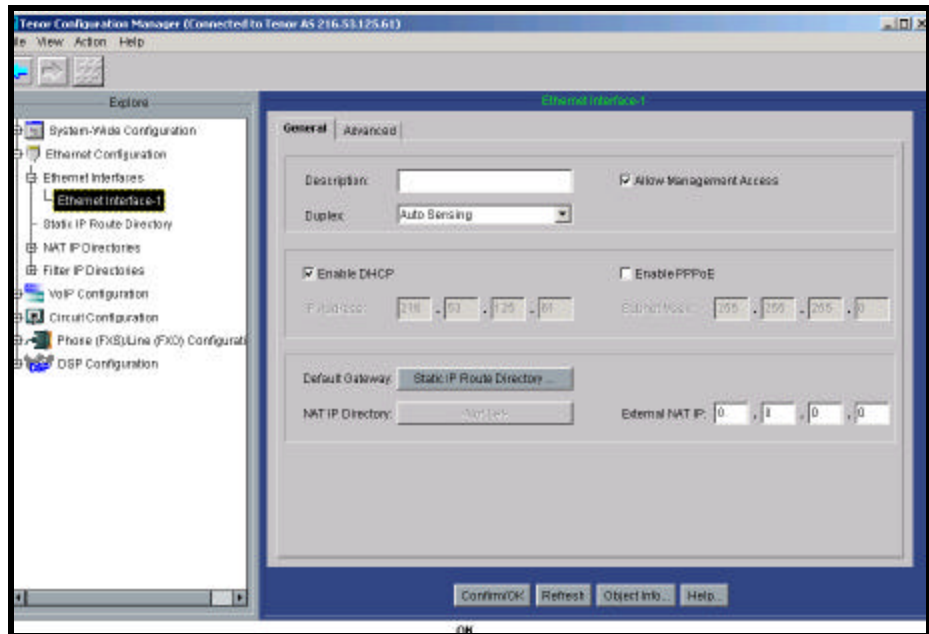 Tenor Configuration Manager (Connected to Tenor AS 216.53.125.61)
le View Action Help
Explore
Ethernet Interface-1
System-Wide Configuration
Ethernet Configuration
Ethernet Interfaces
Ethernet Interface-1
Static IP Route Directory
NAT IP Directories
Filter IP Directories
VoIP Configuration
Circuit Configuration
Phone (FXS)/Line (FXO) Configurati
DSP Configuration
General Advanced
Description:
Allow Management Access
Duplex: Auto Sensing
Enable DHCP
Enable PPPoE
IP Address: 216 . 53 . 125 . 61
Subnet Mask: 255 . 255 . 255 . 0
Default Gateway: Static IP Route Directory ...
NAT IP Directory:
External NAT IP: 0 . 0 . 0
Confirm/OK Refresh Object Info... Help...
OK